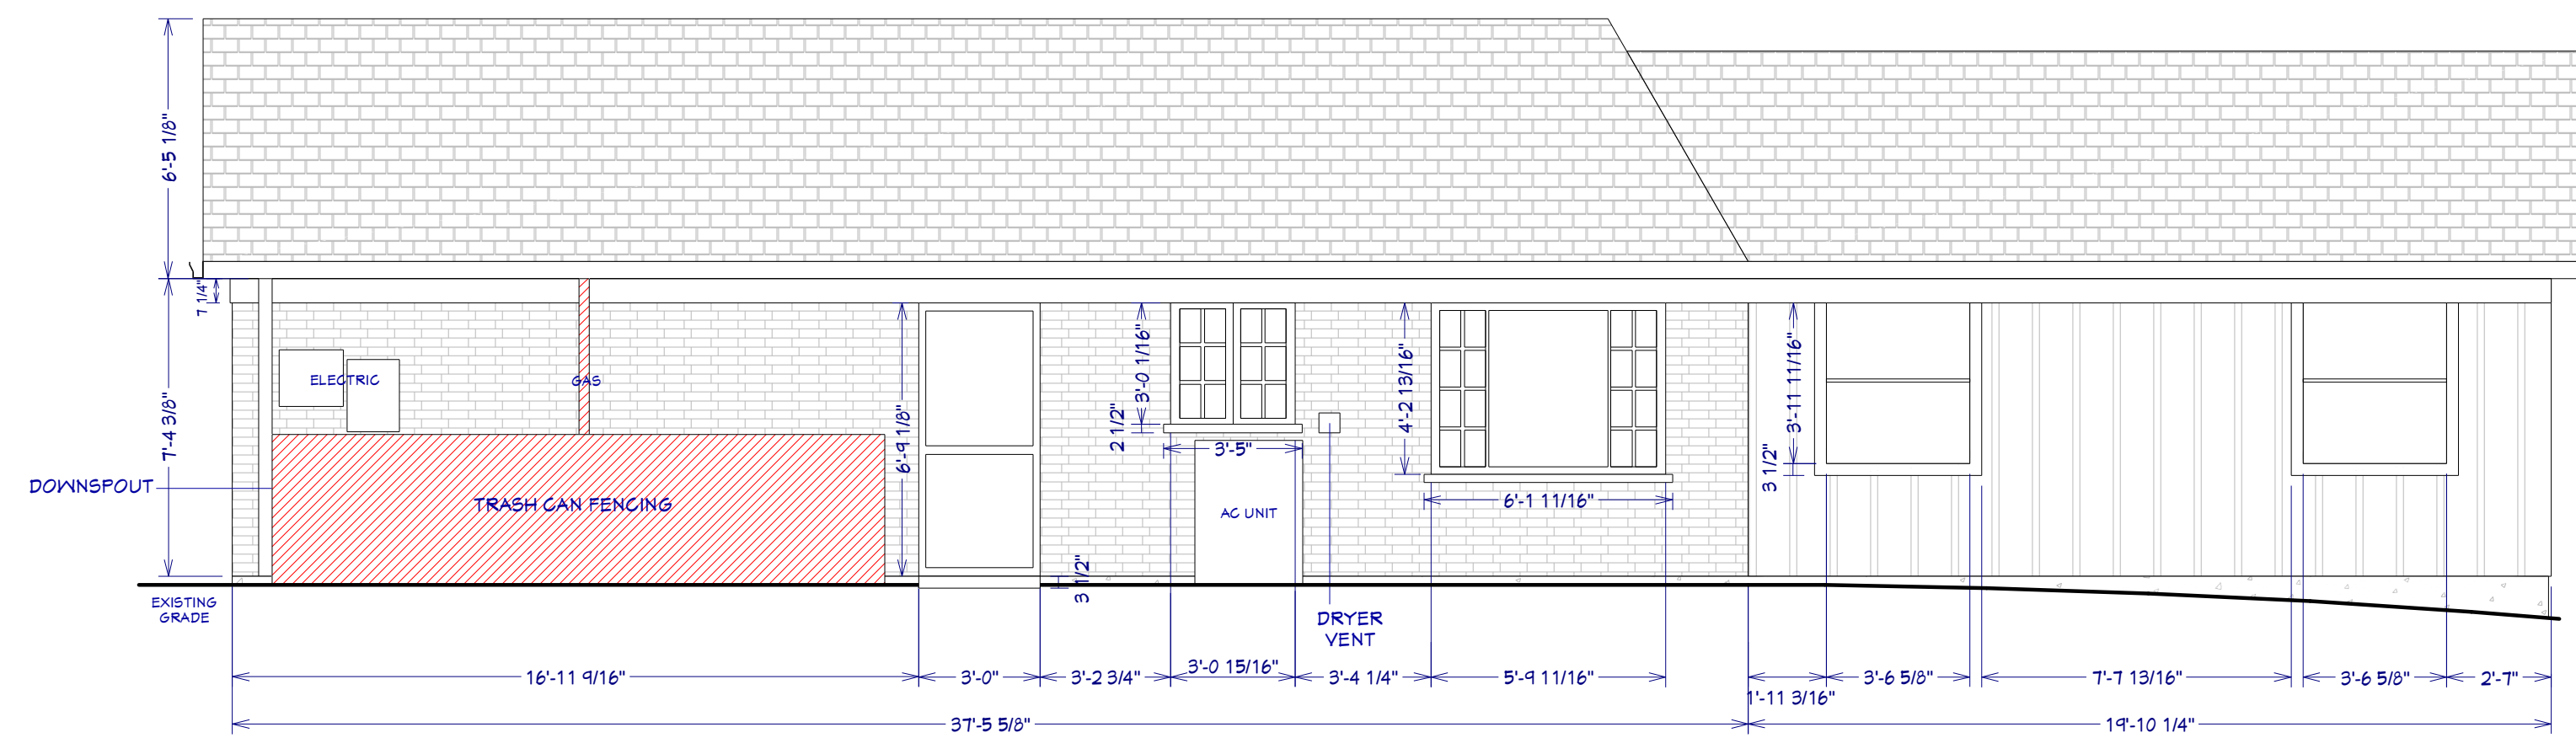 6'-5 1/8"
7 1/4"
7'-4 3/8"
ELECTRIC
GAS
DOWNSPOUT
TRASH CAN FENCING
6'-9 1/8"
3 1/2"
3'-0 1/16"
2 1/2"
3'-5"
AC UNIT
4'-2 13/16"
6'-1 11/16"
3'-11 11/16"
3 1/2"
EXISTING
GRADE
DRYER
VENT
16'-11 9/16"
3'-0"
3'-2 3/4"
3'-0 15/16"
3'-4 1/4"
5'-9 11/16"
1'-11 3/16"
3'-6 5/8"
7'-7 13/16"
3'-6 5/8"
2'-7"
37'-5 5/8"
19'-10 1/4"